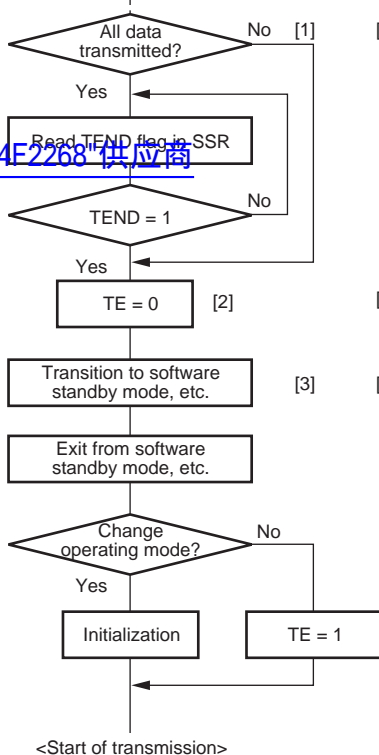 All data
transmitted?
No [1] [
Yes
Read TEND flag in SSR
4F2268"供应商
TEND = 1
No
Yes
TE = 0 [2] [
Transition to software
standby mode, etc.
[3] [
Exit from software
standby mode, etc.
Change
operating mode?
No
Yes
Initialization
TE = 1
<Start of transmission>